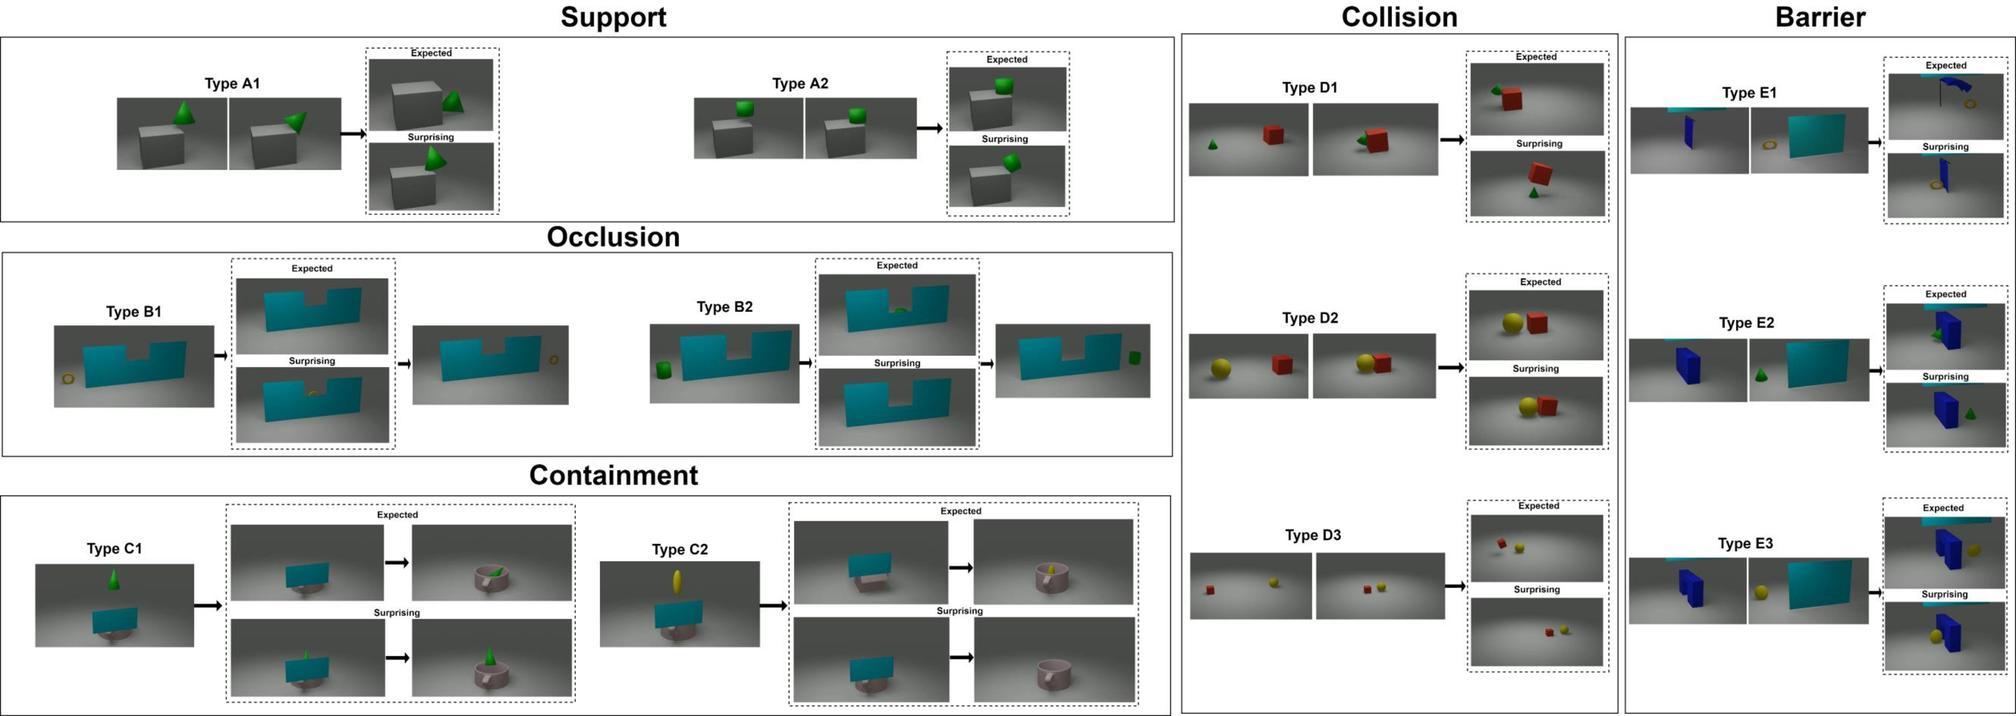 Support
Type A1
Expected
Surprising
Type A2
Expected
Surprising
Occlusion
Type B1
Expected
Surprising
Type B2
Expected
Surprising
Containment
Type C1
Expected
Surprising
Type C2
Expected
Surprising
Collision
Type D1
Expected
Surprising
Type D2
Expected
Surprising
Type D3
Expected
Surprising
Barrier
Type E1
Expected
Surprising
Type E2
Expected
Surprising
Type E3
Expected
Surprising